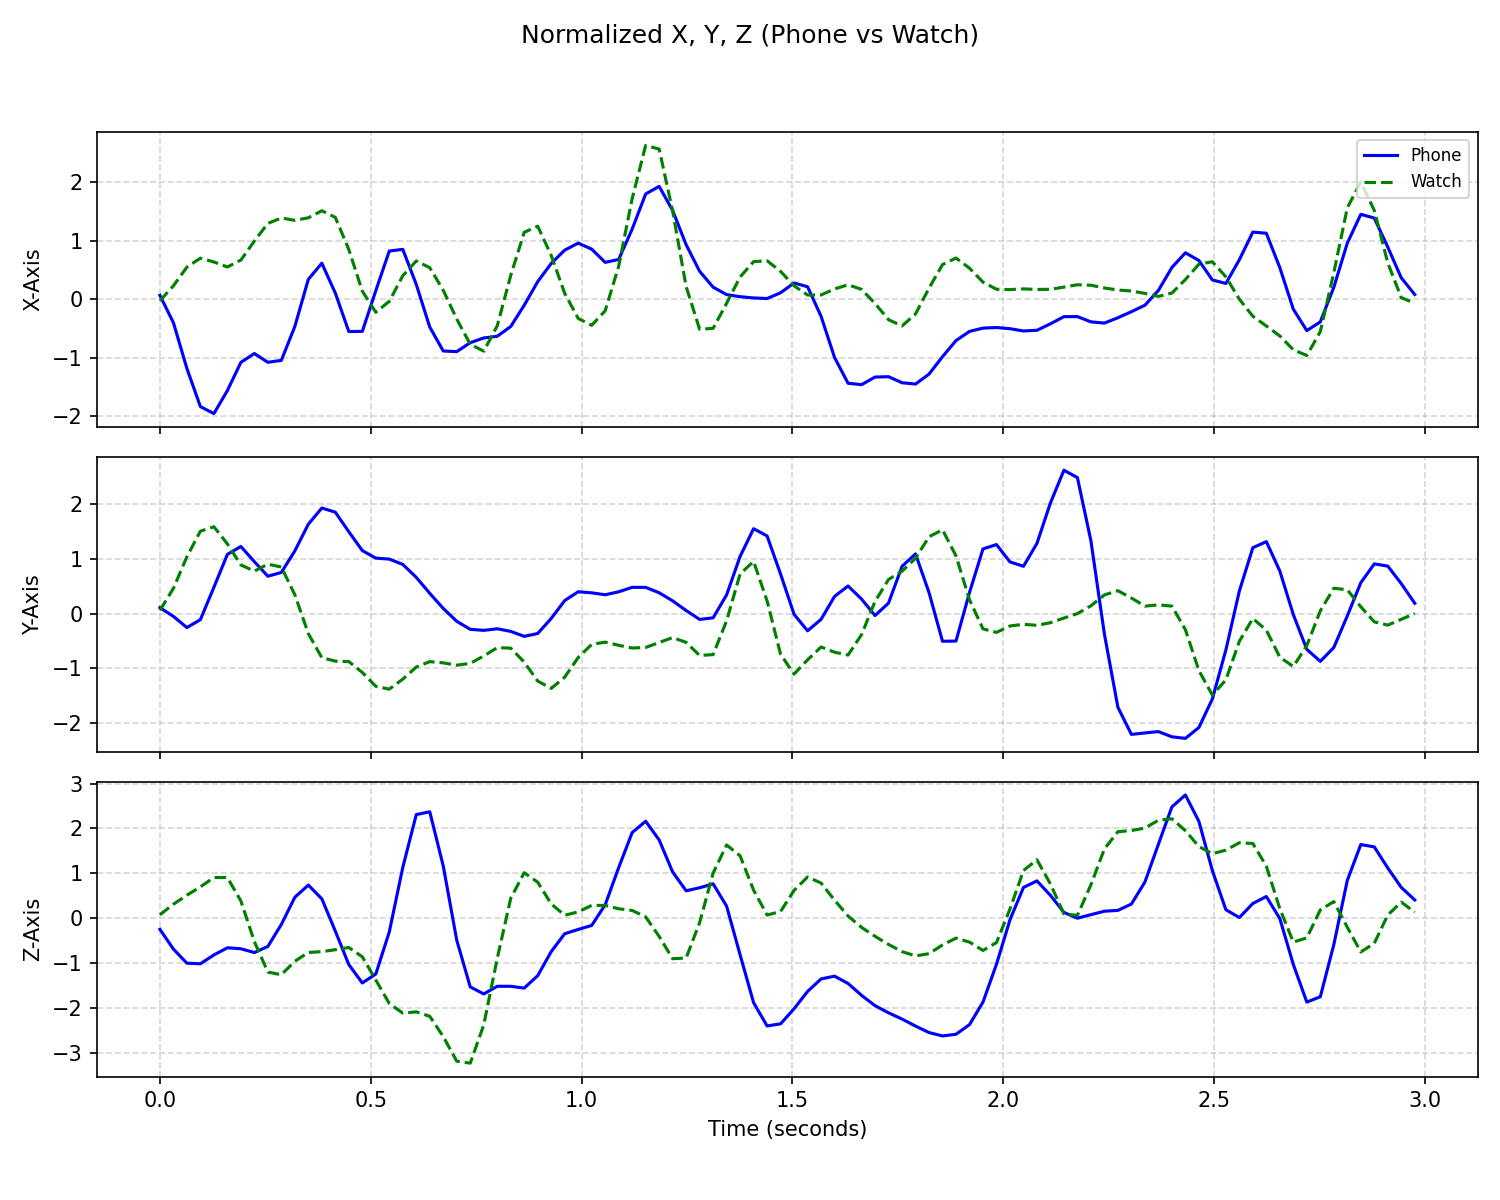 Normalized X, Y, Z (Phone vs Watch)
Phone
Watch
X-Axis
2
1
0
−1
−2
Y-Axis
2
1
0
−1
−2
Z-Axis
3
2
1
0
−1
−2
−3
0.0 0.5 1.0 1.5 2.0 2.5 3.0
Time (seconds)